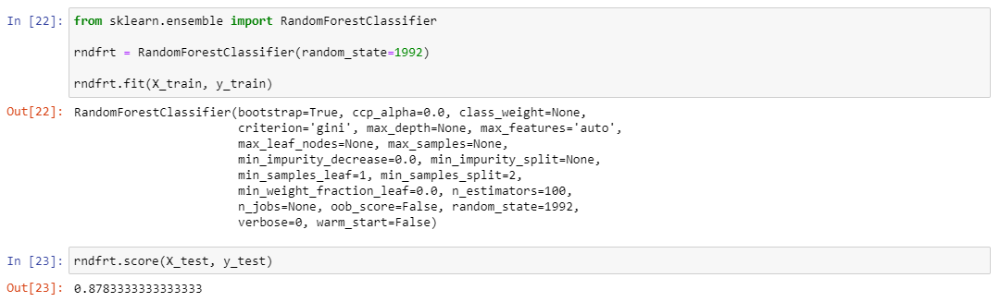 In [22]: from sklearn.ensemble import RandomForestClassifier
rndfrt = RandomForestClassifier(random_state=1992)
rndfrt.fit(X_train, y_train)
Out[22]: RandomForestClassifier(bootstrap=True, ccp_alpha=0.0, class_weight=None,
criterion='gini', max_depth=None, max_features='auto',
max_leaf_nodes=None, max_samples=None,
min_impurity_decrease=0.0, min_impurity_split=None,
min_samples_leaf=1, min_samples_split=2,
min_weight_fraction_leaf=0.0, n_estimators=100,
n_jobs=None, oob_score=False, random_state=1992,
verbose=0, warm_start=False)
In [23]: rndfrt.score(X_test, y_test)
Out[23]: 0.8783333333333333